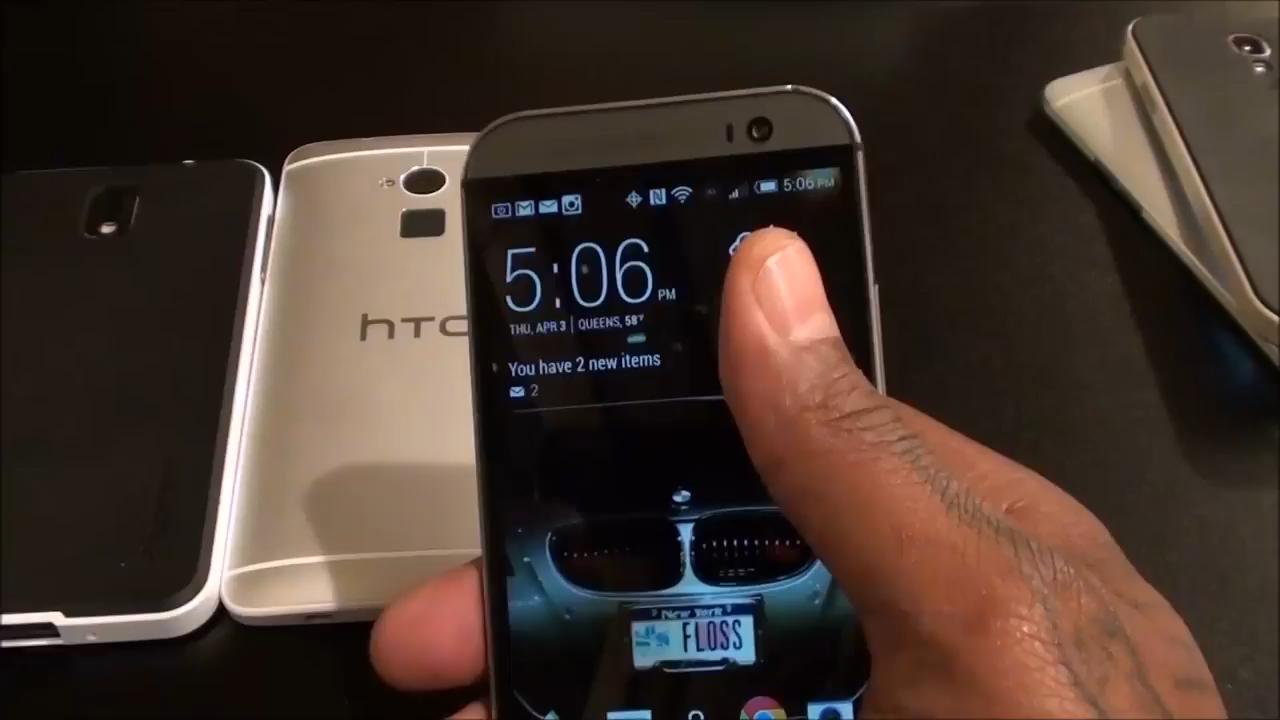 5:06 PM
5:06 PM
THU, APR 3 | QUEENS, 58°
You have 2 new items
2
hTC
New York
FLOSS